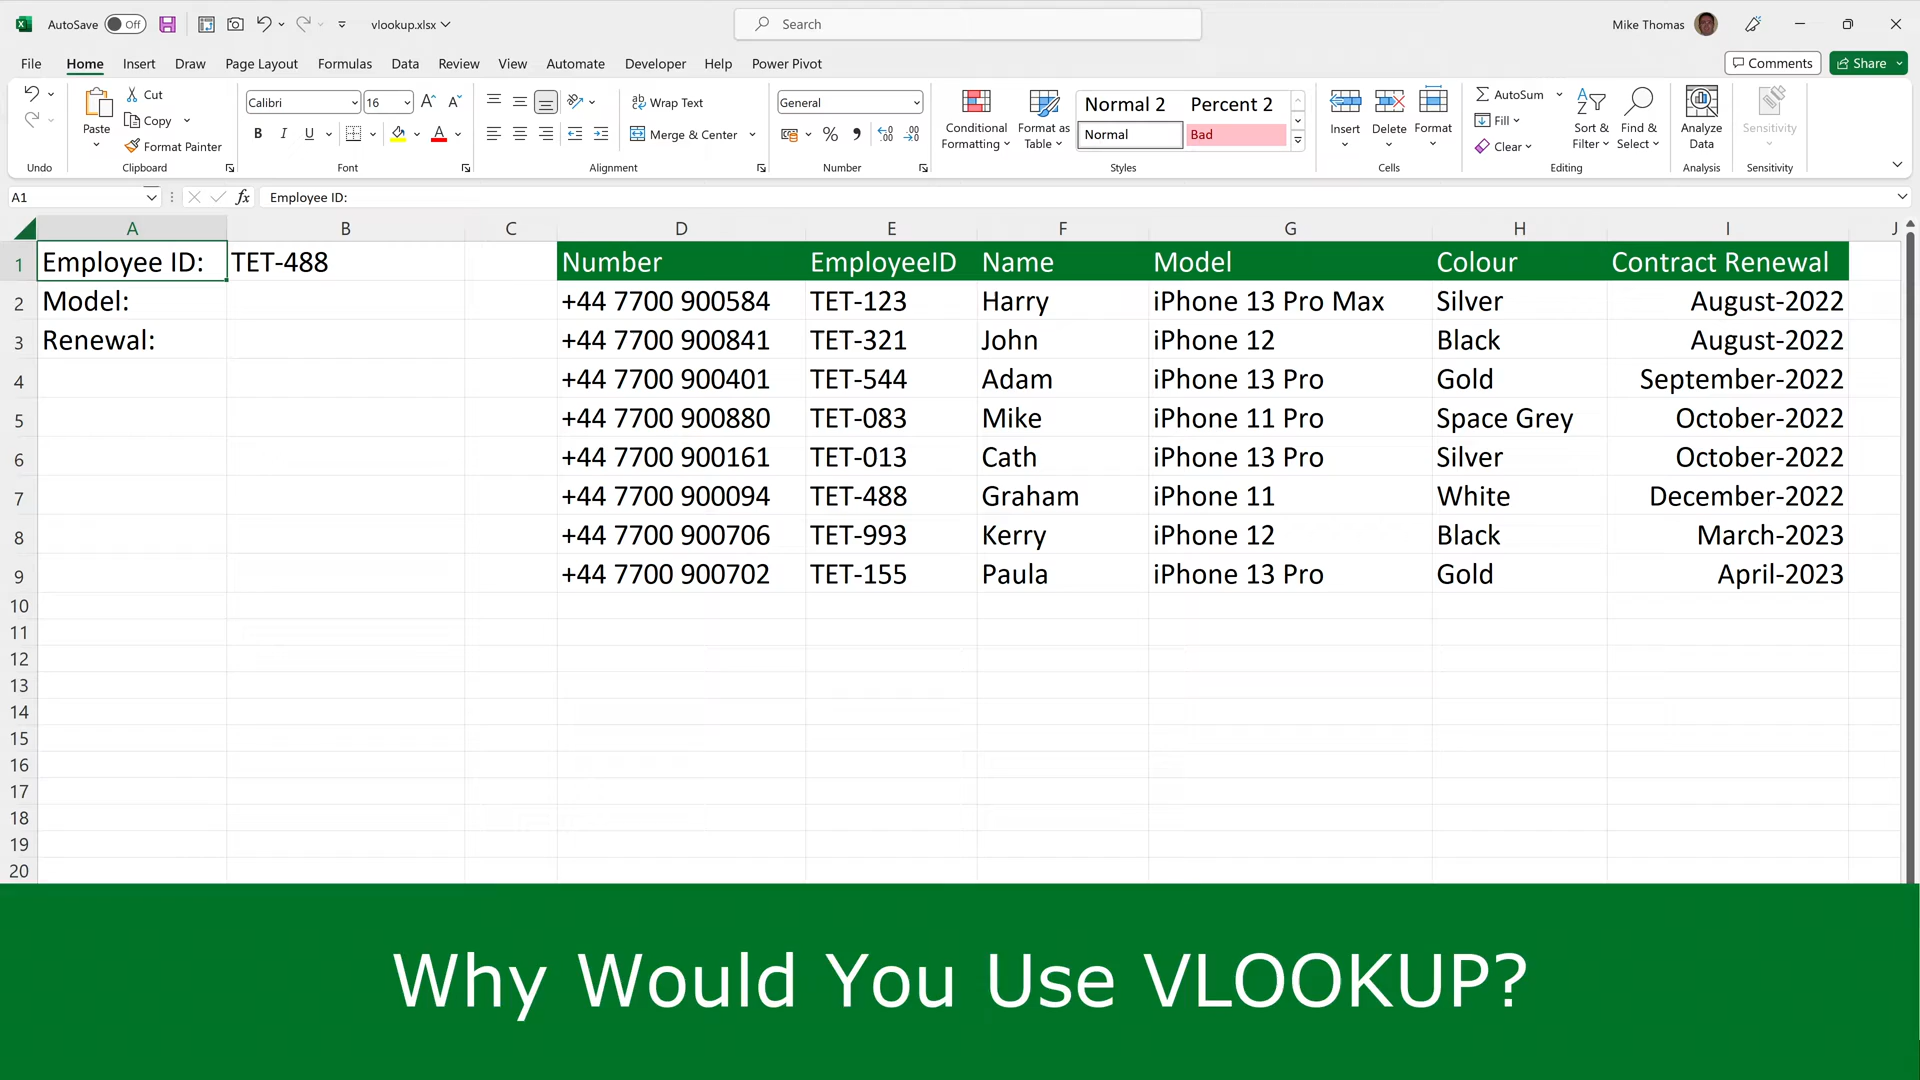 AutoSave Off vlookup.xlsx Search Mike Thomas
File Home Insert Draw Page Layout Formulas Data Review View Automate Developer Help Power Pivot Comments Share
Paste Cut Copy Format Painter
Calibri 16 B I U A
Wrap Text Merge & Center
General % ,
Conditional Formatting Format as Table Normal 2 Percent 2 Normal Bad
Insert Delete Format
AutoSum Fill Clear Sort & Filter Find & Select
Analyze Data Sensitivity
Undo Clipboard Font Alignment Number Styles Cells Editing Analysis Sensitivity
A1 fx Employee ID:
A B C D E F G H I J
1 Employee ID: TET-488 Number EmployeeID Name Model Colour Contract Renewal
2 Model: +44 7700 900584 TET-123 Harry iPhone 13 Pro Max Silver August-2022
3 Renewal: +44 7700 900841 TET-321 John iPhone 12 Black August-2022
4 +44 7700 900401 TET-544 Adam iPhone 13 Pro Gold September-2022
5 +44 7700 900880 TET-083 Mike iPhone 11 Pro Space Grey October-2022
6 +44 7700 900161 TET-013 Cath iPhone 13 Pro Silver October-2022
7 +44 7700 900094 TET-488 Graham iPhone 11 White December-2022
8 +44 7700 900706 TET-993 Kerry iPhone 12 Black March-2023
9 +44 7700 900702 TET-155 Paula iPhone 13 Pro Gold April-2023
10
11
12
13
14
15
16
17
18
19
20
Why Would You Use VLOOKUP?